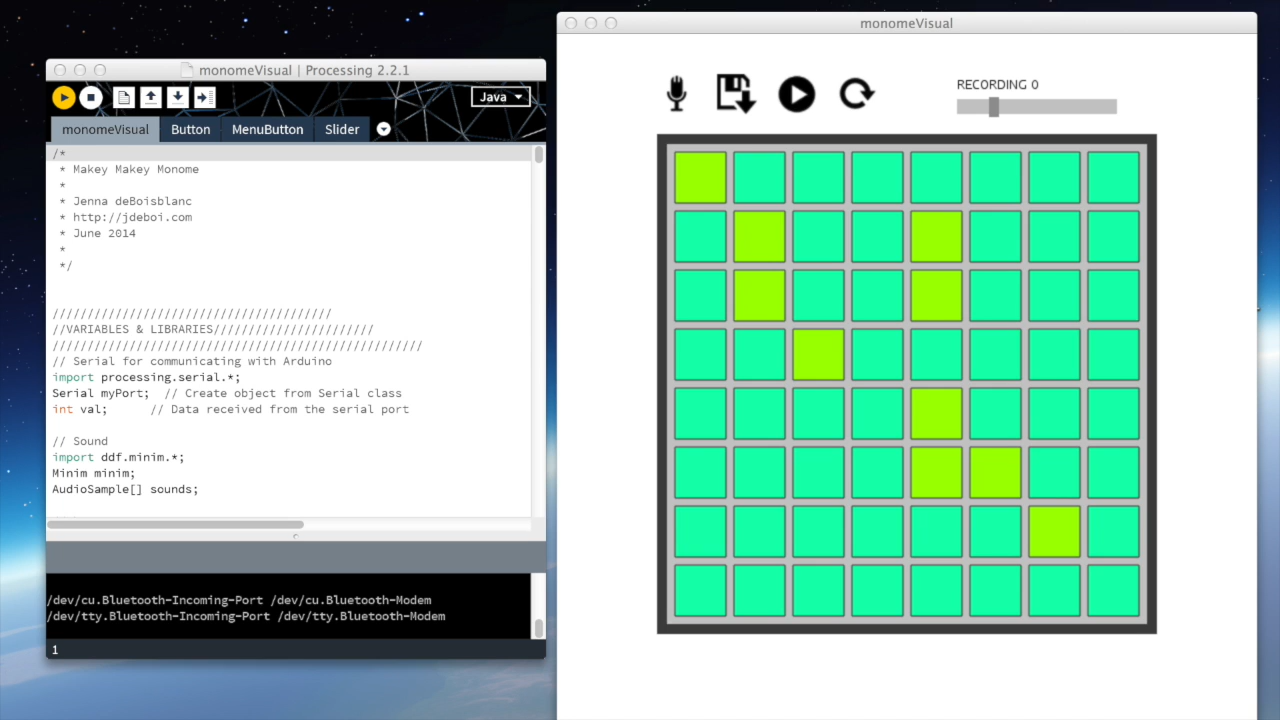 monomeVisual | Processing 2.2.1
Java
monomeVisual Button MenuButton Slider
/*
* Makey Makey Monome
*
* Jenna deBoisblanc
* http://jdeboi.com
* June 2014
*
*/
////////////////////////////////////////
//VARIABLES & LIBRARIES///////////////////////
/////////////////////////////////////////////////////
// Serial for communicating with Arduino
import processing.serial.*;
Serial myPort;  // Create object from Serial class
int val;      // Data received from the serial port
// Sound
import ddf.minim.*;
Minim minim;
AudioSample[] sounds;
/dev/cu.Bluetooth-Incoming-Port /dev/cu.Bluetooth-Modem
/dev/tty.Bluetooth-Incoming-Port /dev/tty.Bluetooth-Modem
1
monomeVisual
RECORDING 0